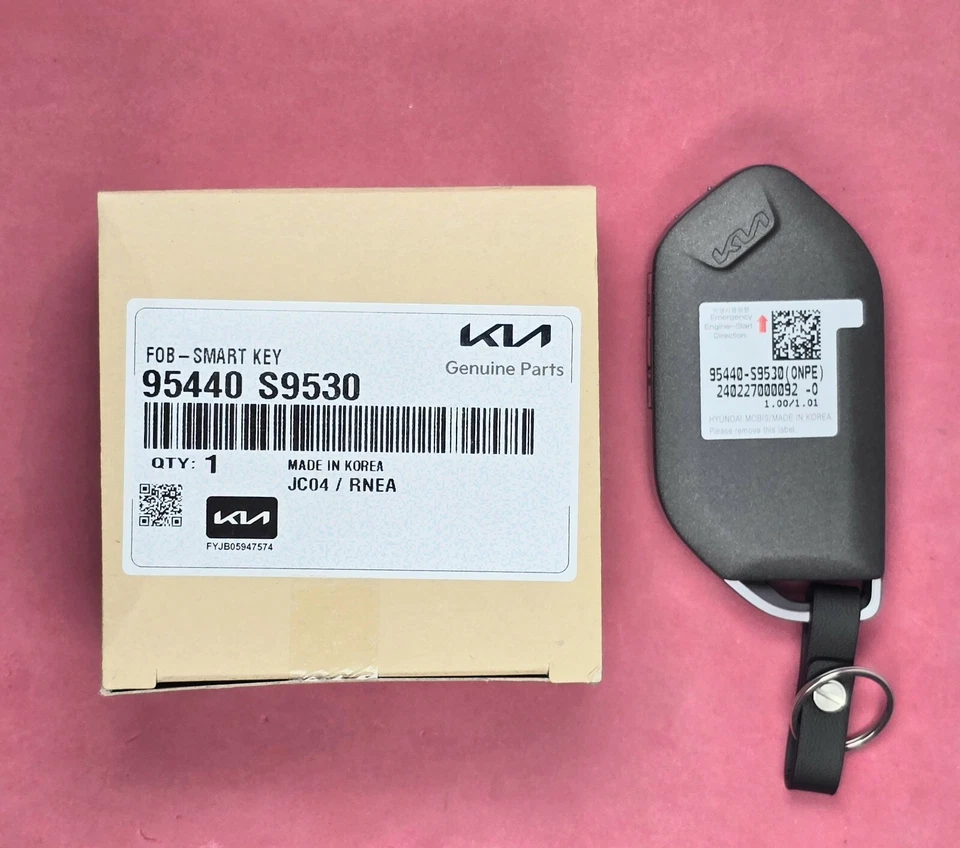 KIA
Genuine Parts
FOB-SMART KEY
95440 S9530
QTY: 1
MADE IN KOREA
JC04 / RNEA
KIA
FYJB05947574
KIA
Emergency
Engine-Start
Direction
95440-S9530(ONPE)
240227000092 -0
1.00/1.01
HYUNDAI MOBIS/MADE IN KOREA
Please remove this label.